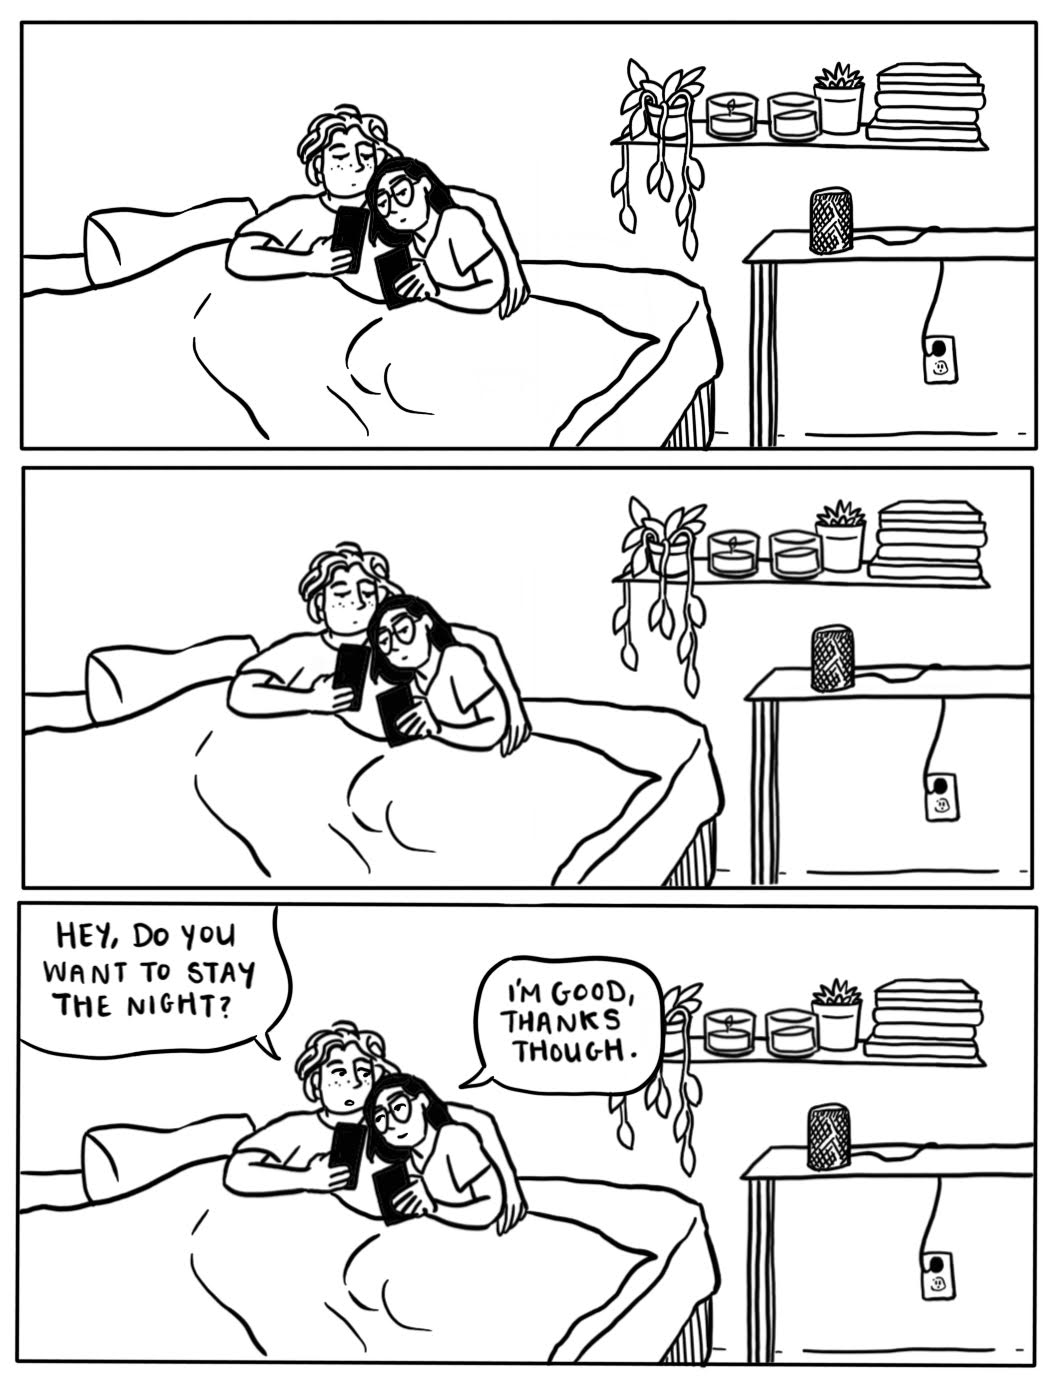 HEY, DO YOU
WANT TO STAY
THE NIGHT?
I'M GOOD,
THANKS
THOUGH.